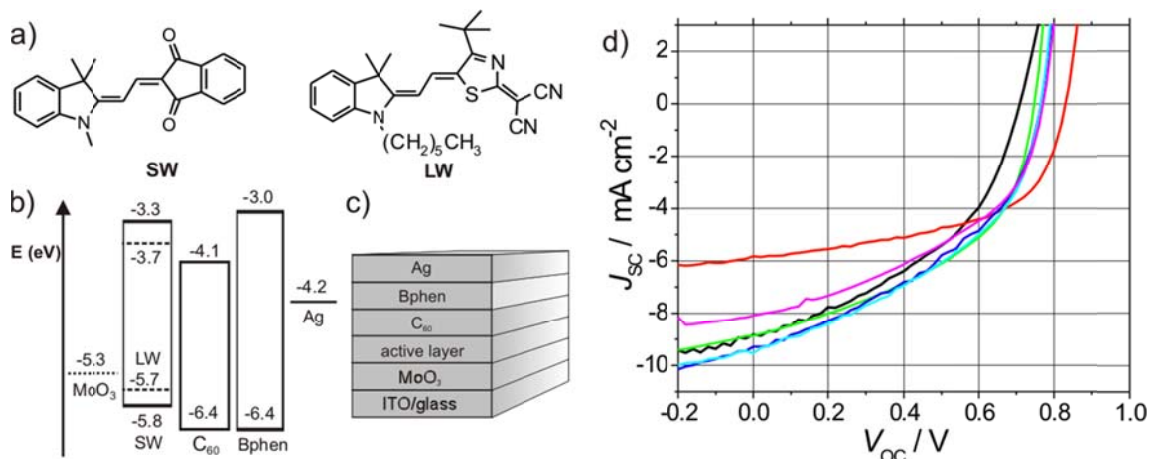 a)
O
O
N
SW
N
S
N
CN
CN
(CH₂)₅CH₃
LW
b)
E (eV)
-3.3
-3.7
-4.1
-3.0
-4.2
Ag
-5.3
MoO₃
LW
-5.7
-5.8
SW
-6.4
C₆₀
-6.4
Bphen
c)
Ag
Bphen
C₆₀
active layer
MoO₃
ITO/glass
d)
J_SC / mA cm⁻²
2
0
-2
-4
-6
-8
-10
-0.2 0.0 0.2 0.4 0.6 0.8 1.0
V_OC / V